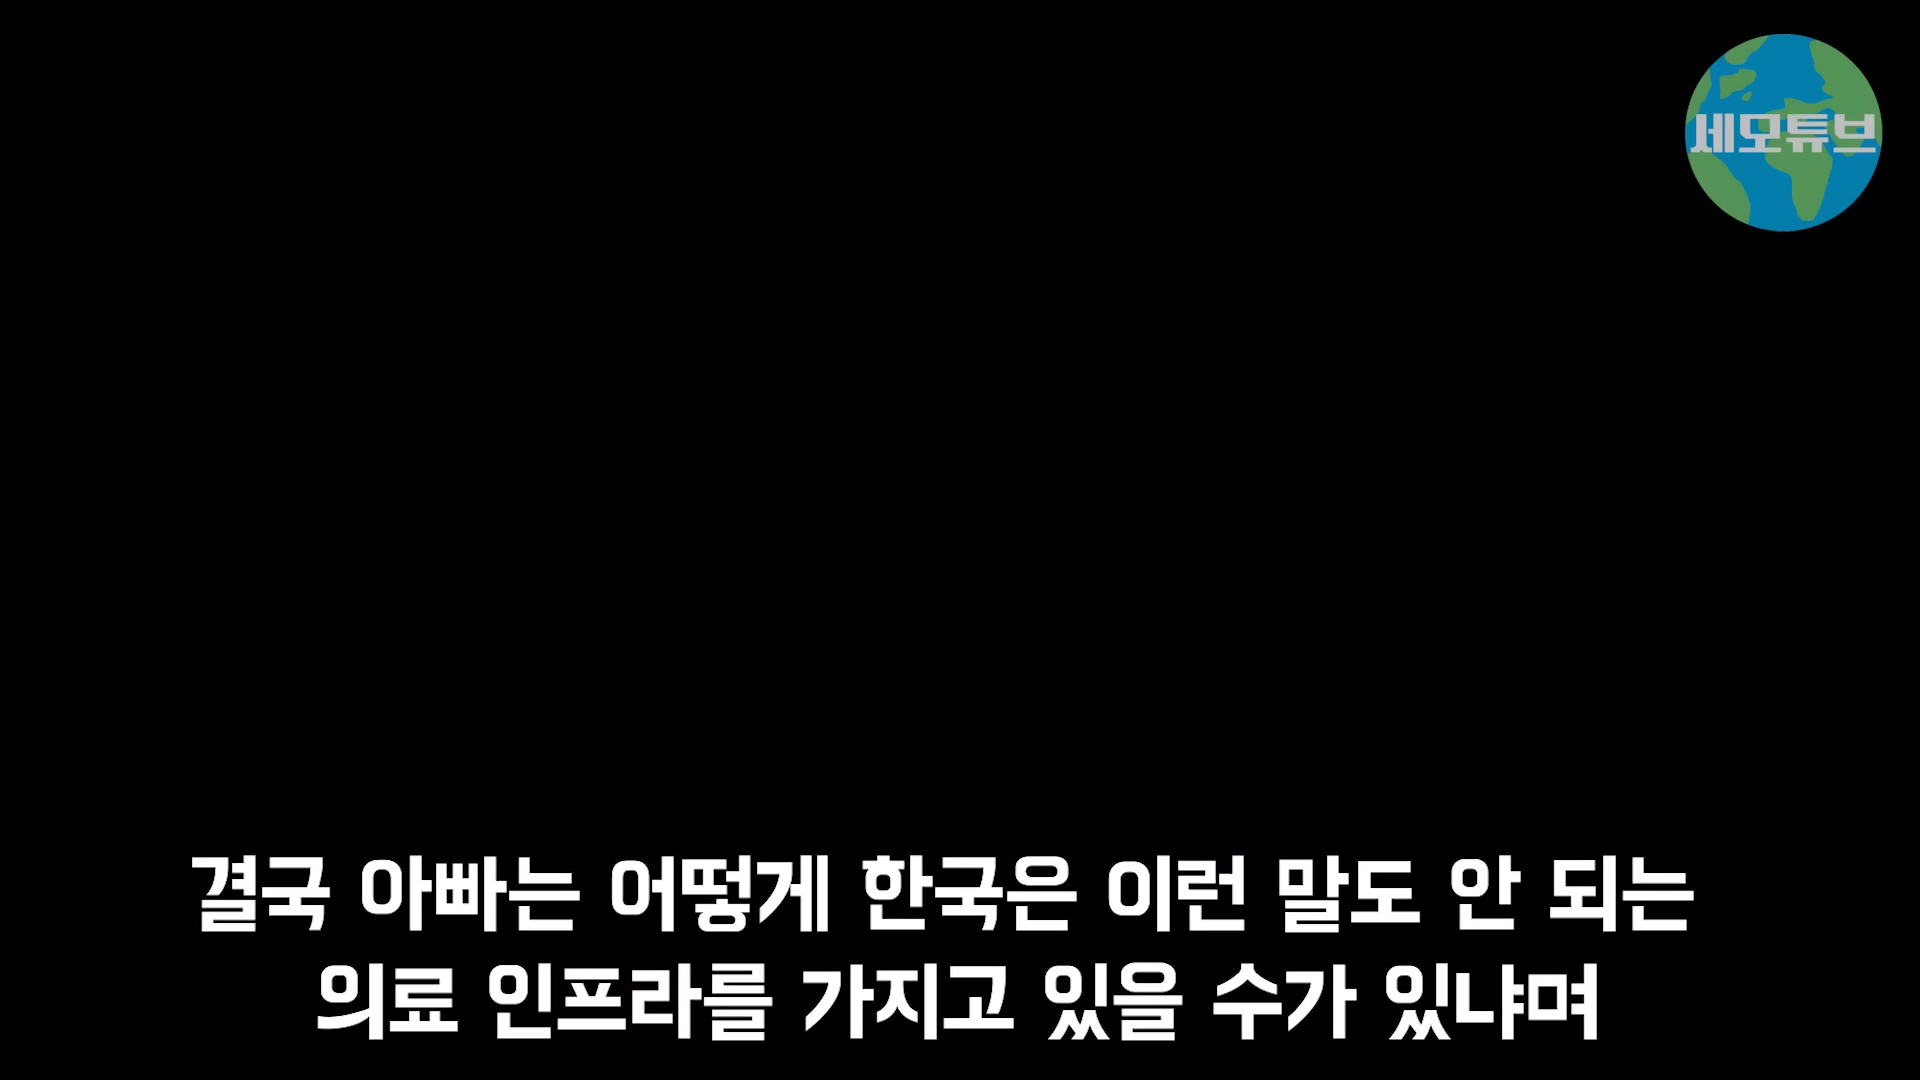 세모튜브
결국 아빠는 어떻게 한국은 이런 말도 안 되는
의료 인프라를 가지고 있을 수가 있냐며